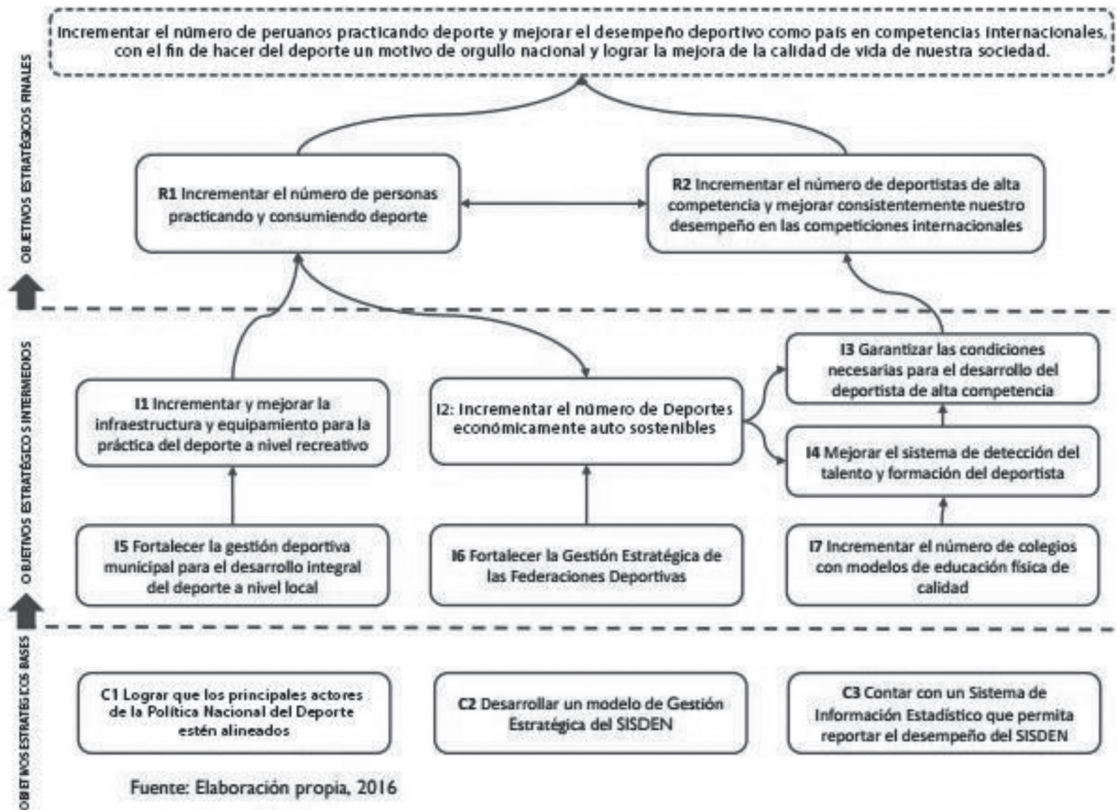 Incrementar el número de peruanos practicando deporte y mejorar el desempeño deportivo como país en competencias internacionales,
con el fin de hacer del deporte un motivo de orgullo nacional y lograr la mejora de la calidad de vida de nuestra sociedad.
OBJETIVOS ESTRATÉGICOS FINALES
R1 Incrementar el número de personas
practicando y consumiendo deporte
R2 Incrementar el número de deportistas de alta
competencia y mejorar consistentemente nuestro
desempeño en las competiciones internacionales
OBJETIVOS ESTRATÉGICOS INTERMEDIOS
I1 Incrementar y mejorar la
infraestructura y equipamiento para la
práctica del deporte a nivel recreativo
I2: Incrementar el número de Deportes
económicamente auto sostenibles
I3 Garantizar las condiciones
necesarias para el desarrollo del
deportista de alta competencia
I4 Mejorar el sistema de detección del
talento y formación del deportista
I5 Fortalecer la gestión deportiva
municipal para el desarrollo integral
del deporte a nivel local
I6 Fortalecer la Gestión Estratégica de
las Federaciones Deportivas
I7 Incrementar el número de colegios
con modelos de educación física de
calidad
OBJETIVOS ESTRATÉGICOS BASES
C1 Lograr que los principales actores
de la Política Nacional del Deporte
estén alineados
C2 Desarrollar un modelo de Gestión
Estratégica del SISDEN
C3 Contar con un Sistema de
Información Estadístico que permita
reportar el desempeño del SISDEN
Fuente: Elaboración propia, 2016